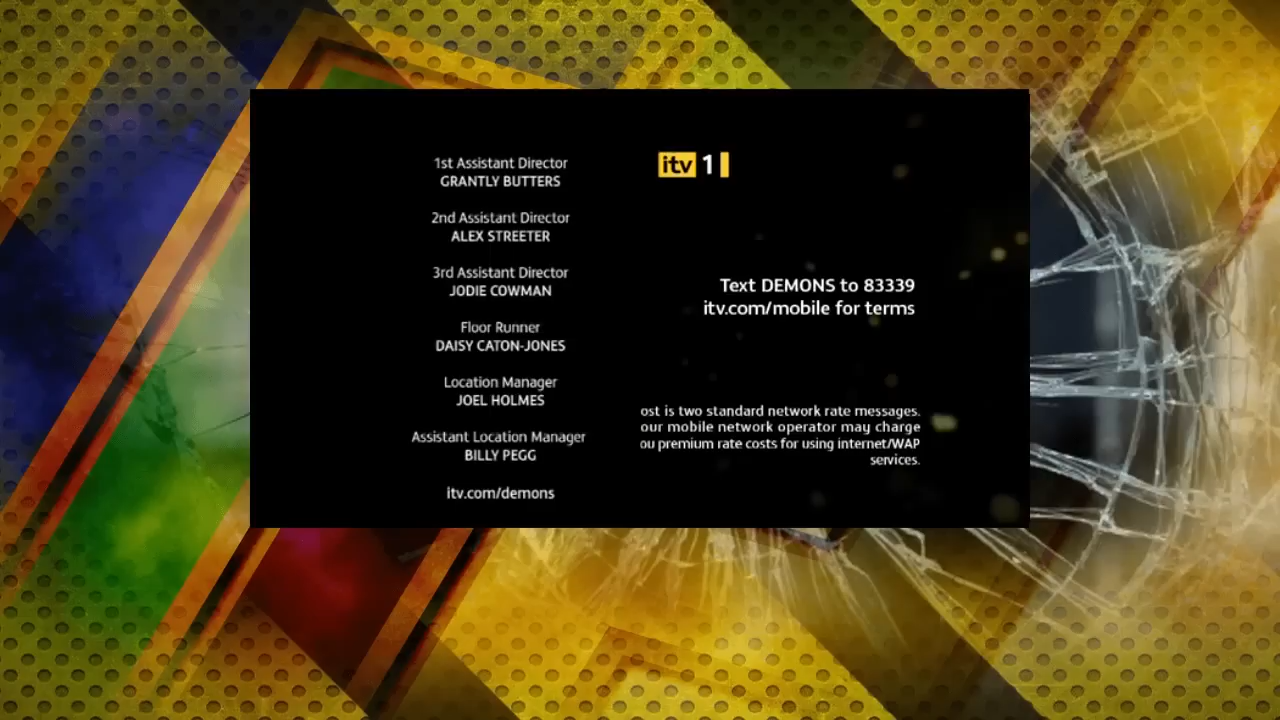 1st Assistant Director
GRANTLY BUTTERS
2nd Assistant Director
ALEX STREETER
3rd Assistant Director
JODIE COWMAN
Floor Runner
DAISY CATON-JONES
Location Manager
JOEL HOLMES
Assistant Location Manager
BILLY PEGG
itv.com/demons
itv 1
Text DEMONS to 83339
itv.com/mobile for terms
ost is two standard network rate messages.
our mobile network operator may charge
ou premium rate costs for using internet/WAP
services.